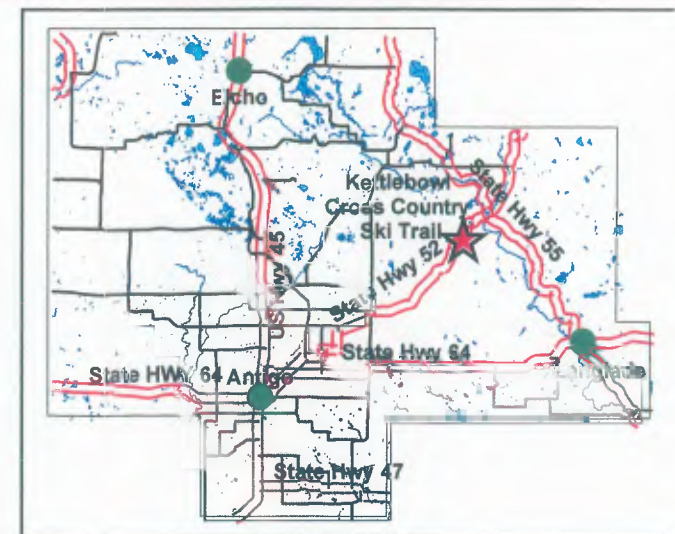 Elcho
Kettlebowl
Cross Country
Ski Trail
State Hwy 55
State Hwy 52
US Hwy 45
State Hwy 64
State HWY 64
Antigo
Langlade
State Hwy 47